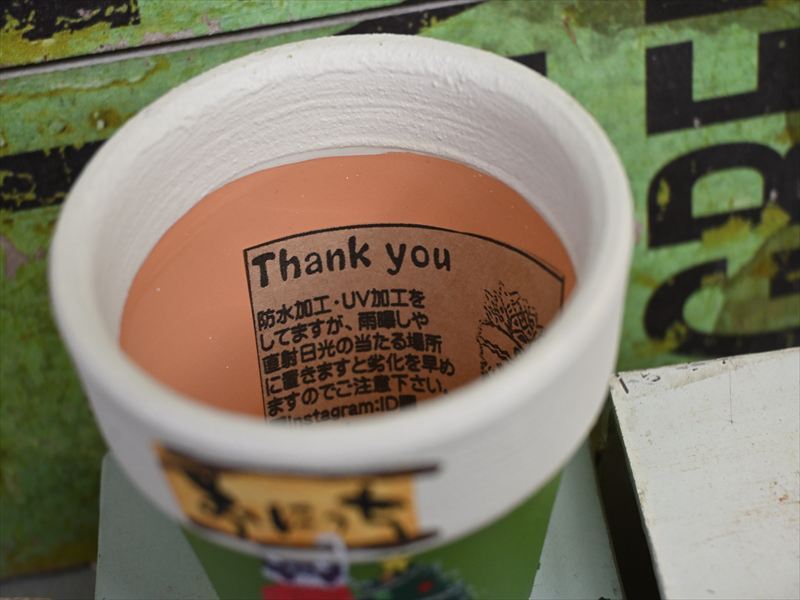 Thank you
防水加工・UV加工を
してますが、雨曝しや
直射日光の当たる場所
に置きますと劣化を早め
ますのでご注意下さい。
Instagram:ID